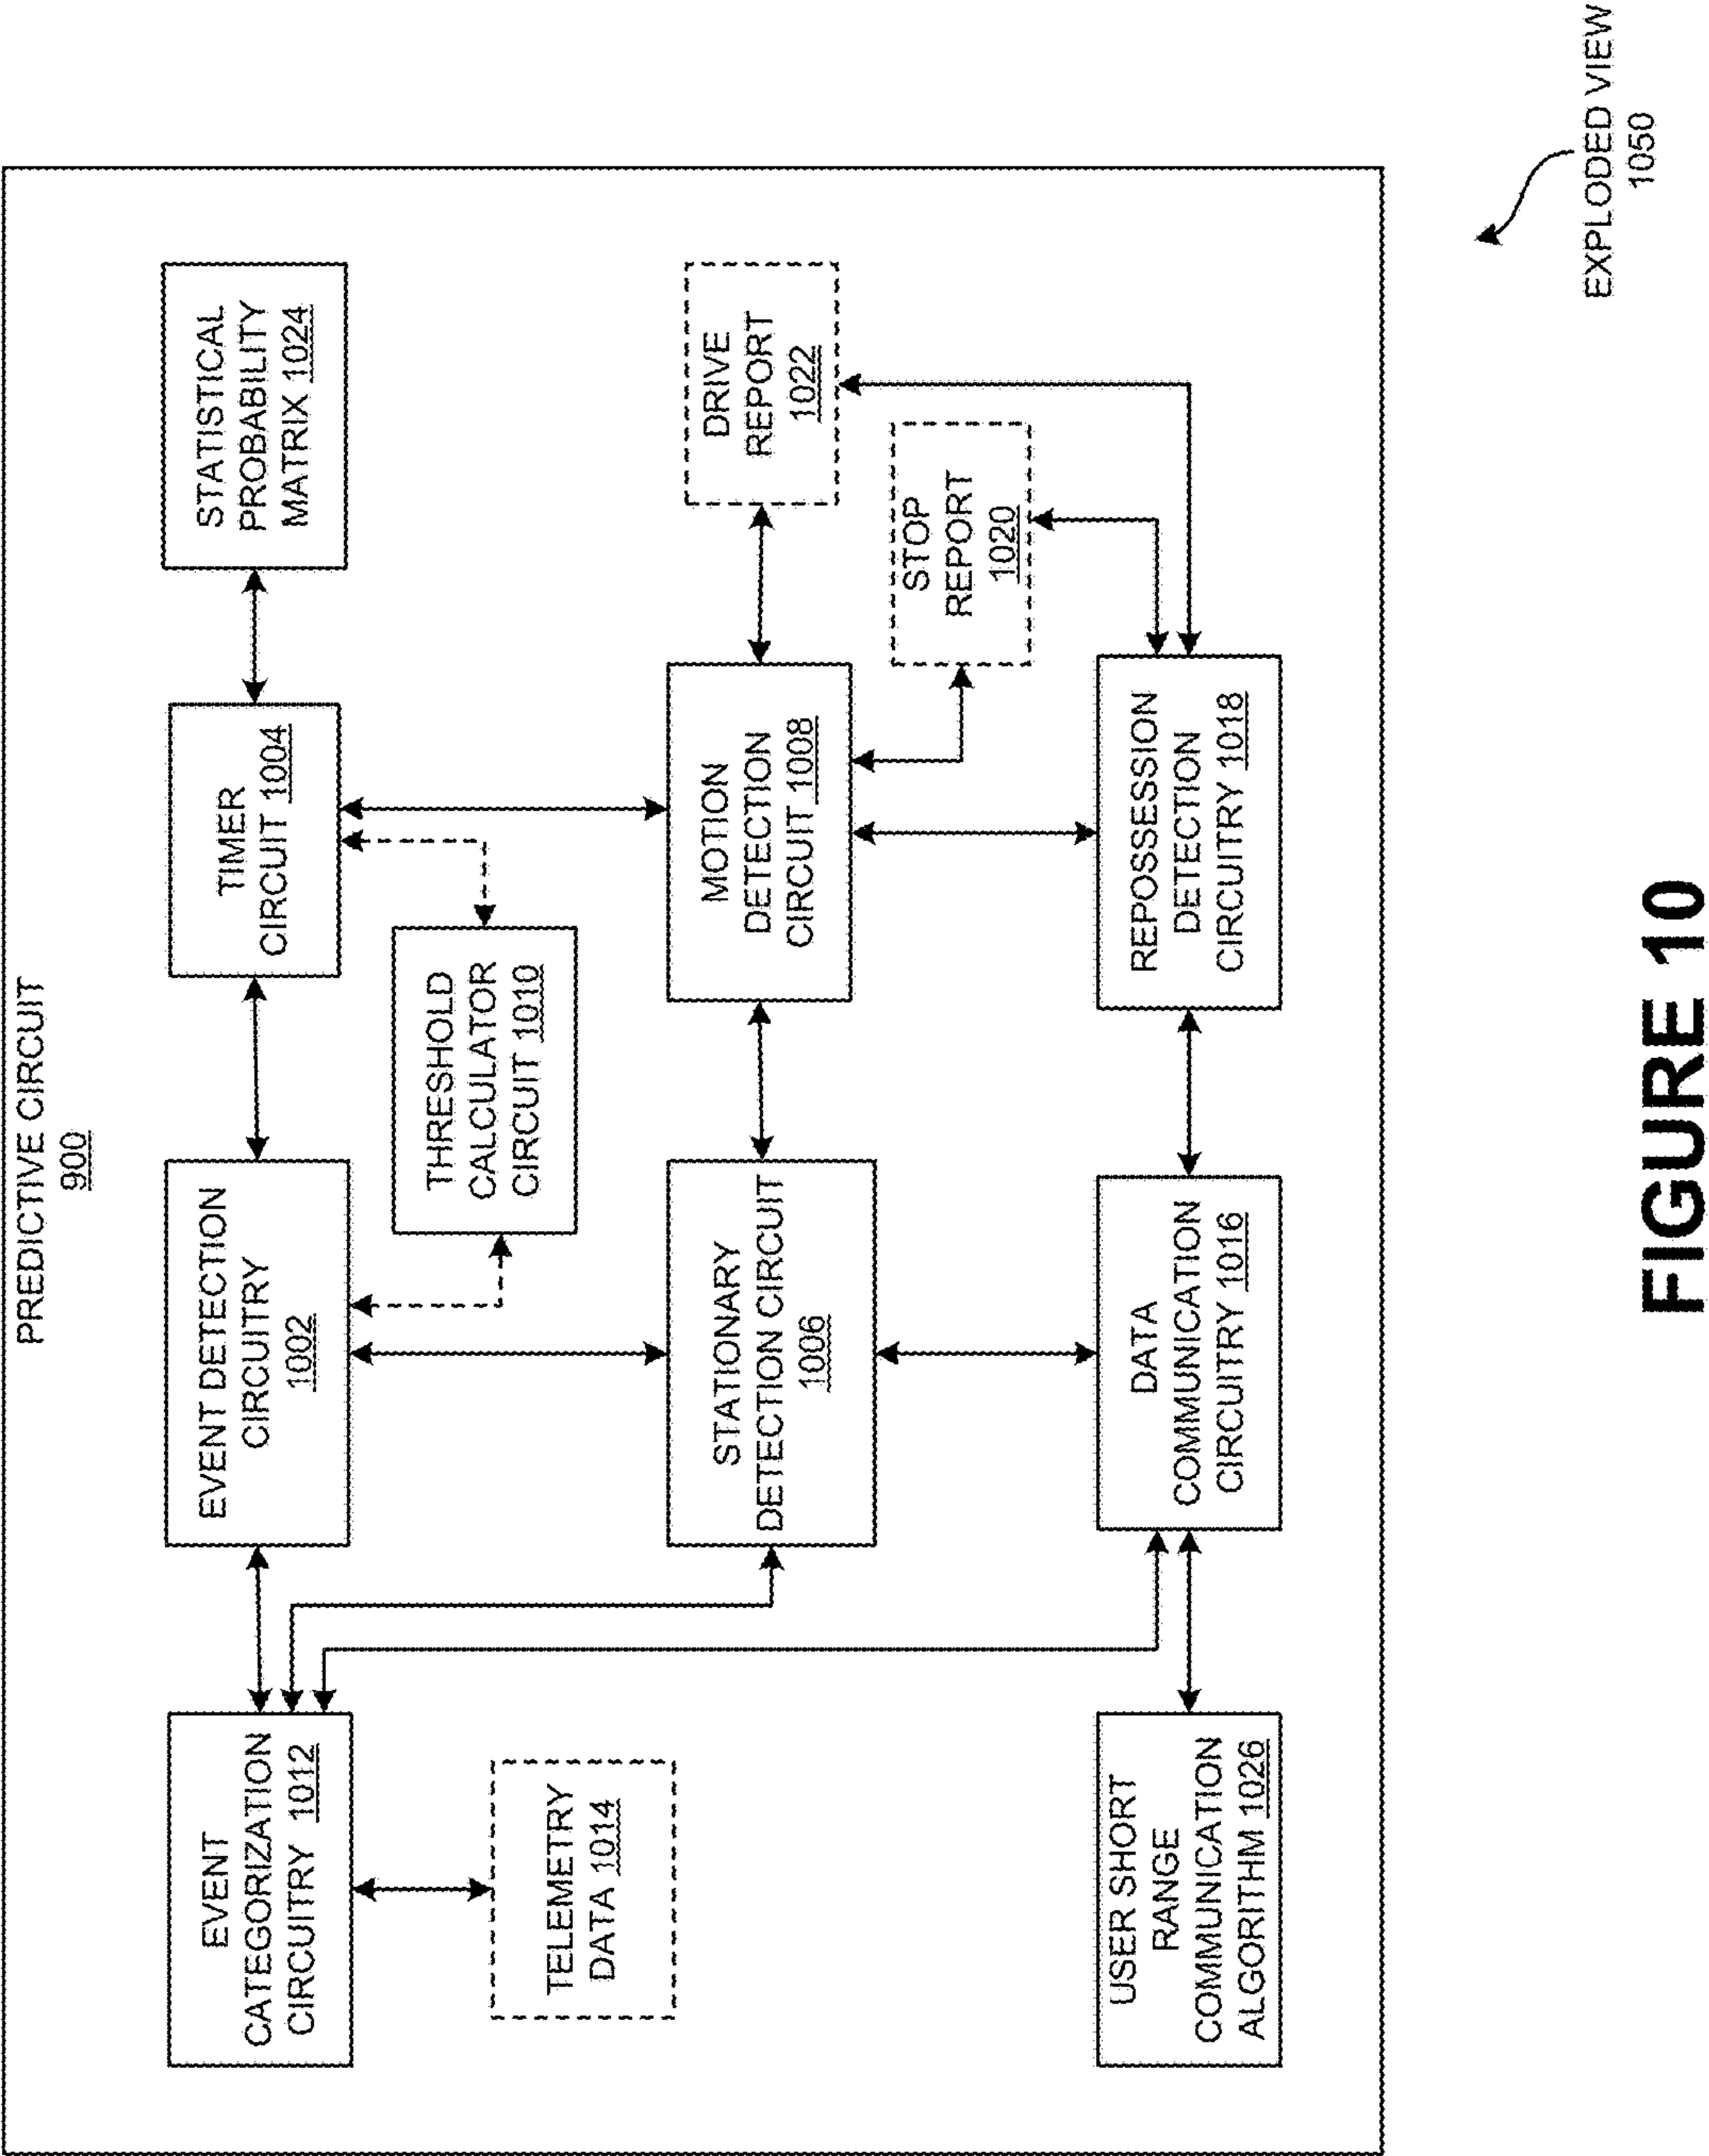 PREDICTIVE CIRCUIT
900
EVENT
CATEGORIZATION
CIRCUITRY 1012
EVENT DETECTION
CIRCUITRY
1002
TIMER
CIRCUIT 1004
STATISTICAL
PROBABILITY
MATRIX 1024
THRESHOLD
CALCULATOR
CIRCUIT 1010
TELEMETRY
DATA 1014
STATIONARY
DETECTION CIRCUIT
1006
MOTION
DETECTION
CIRCUIT 1008
DRIVE
REPORT
1022
STOP
REPORT
1020
USER SHORT
RANGE
COMMUNICATION
ALGORITHM 1026
DATA
COMMUNICATION
CIRCUITRY 1016
REPOSSESSION
DETECTION
CIRCUITRY 1018
EXPLODED VIEW
1050
FIGURE 10